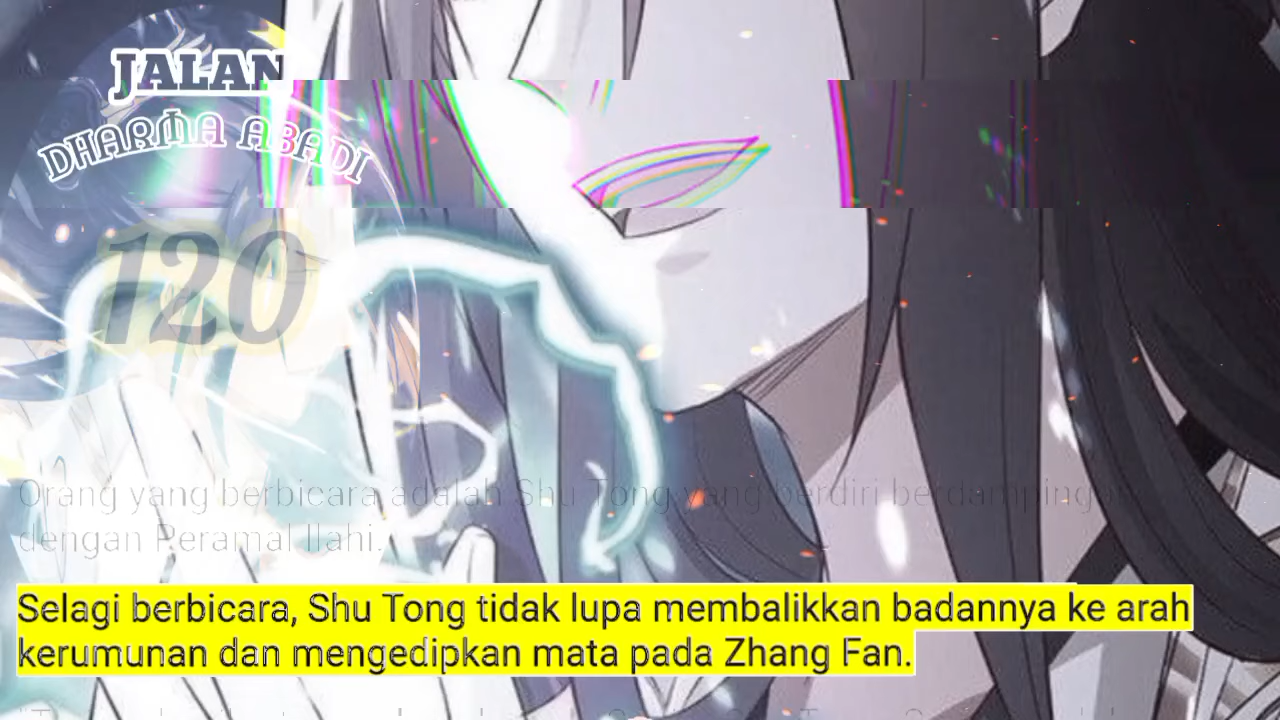 JALAN
DHARMA ABADI
120
Orang yang berbicara adalah Shu Tong yang berdiri berdampingan
dengan Peramal Ilahi.
Selagi berbicara, Shu Tong tidak lupa membalikkan badannya ke arah
kerumunan dan mengedipkan mata pada Zhang Fan.